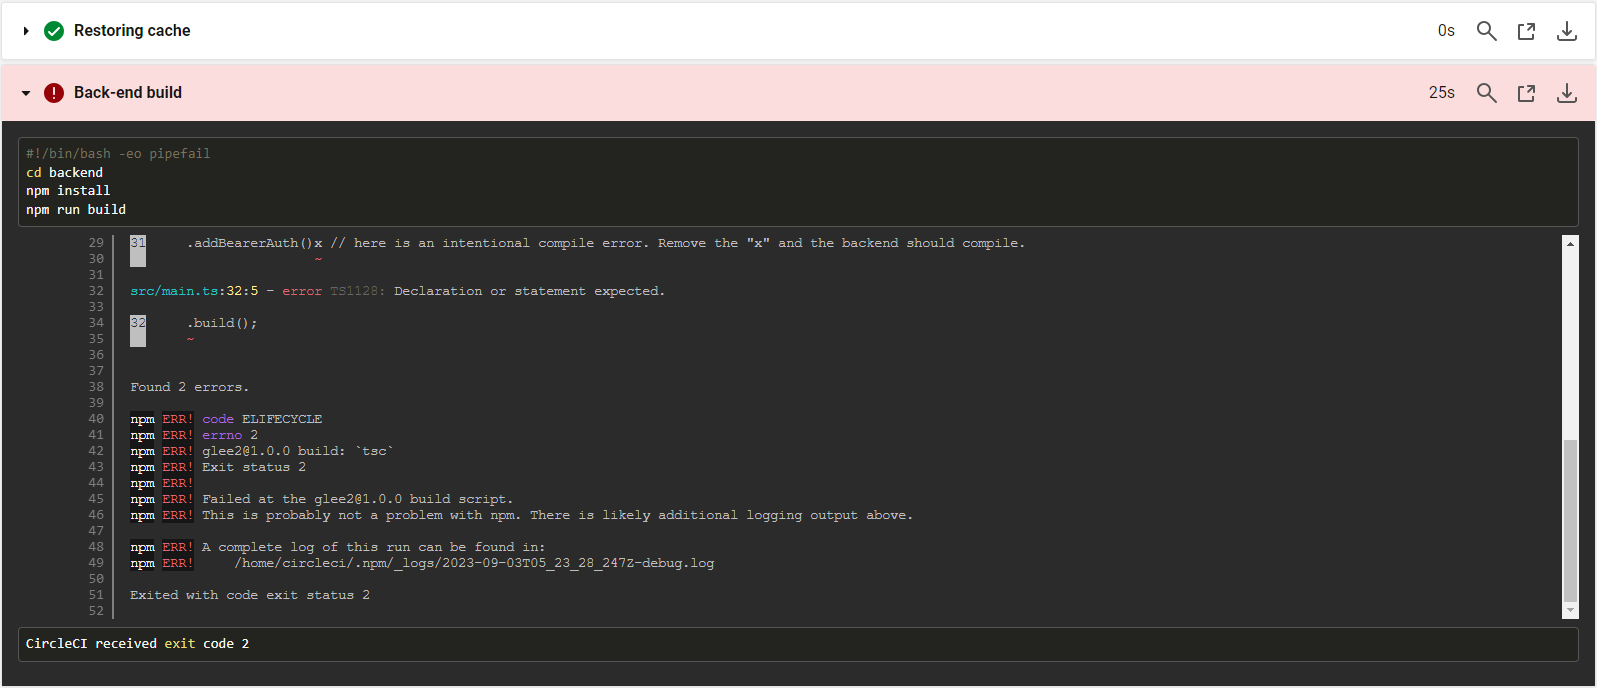 Restoring cache 0s
Back-end build 25s
#!/bin/bash -eo pipefail
cd backend
npm install
npm run build
29 31 .addBearerAuth()x // here is an intentional compile error. Remove the "x" and the backend should compile.
30 ~
31
32 src/main.ts:32:5 - error TS1128: Declaration or statement expected.
33
34 32 .build();
35 ~
36
37
38 Found 2 errors.
39
40 npm ERR! code ELIFECYCLE
41 npm ERR! errno 2
42 npm ERR! glee2@1.0.0 build: `tsc`
43 npm ERR! Exit status 2
44 npm ERR!
45 npm ERR! Failed at the glee2@1.0.0 build script.
46 npm ERR! This is probably not a problem with npm. There is likely additional logging output above.
47
48 npm ERR! A complete log of this run can be found in:
49 npm ERR! /home/circleci/.npm/_logs/2023-09-03T05_23_28_247Z-debug.log
50
51 Exited with code exit status 2
52
CircleCI received exit code 2